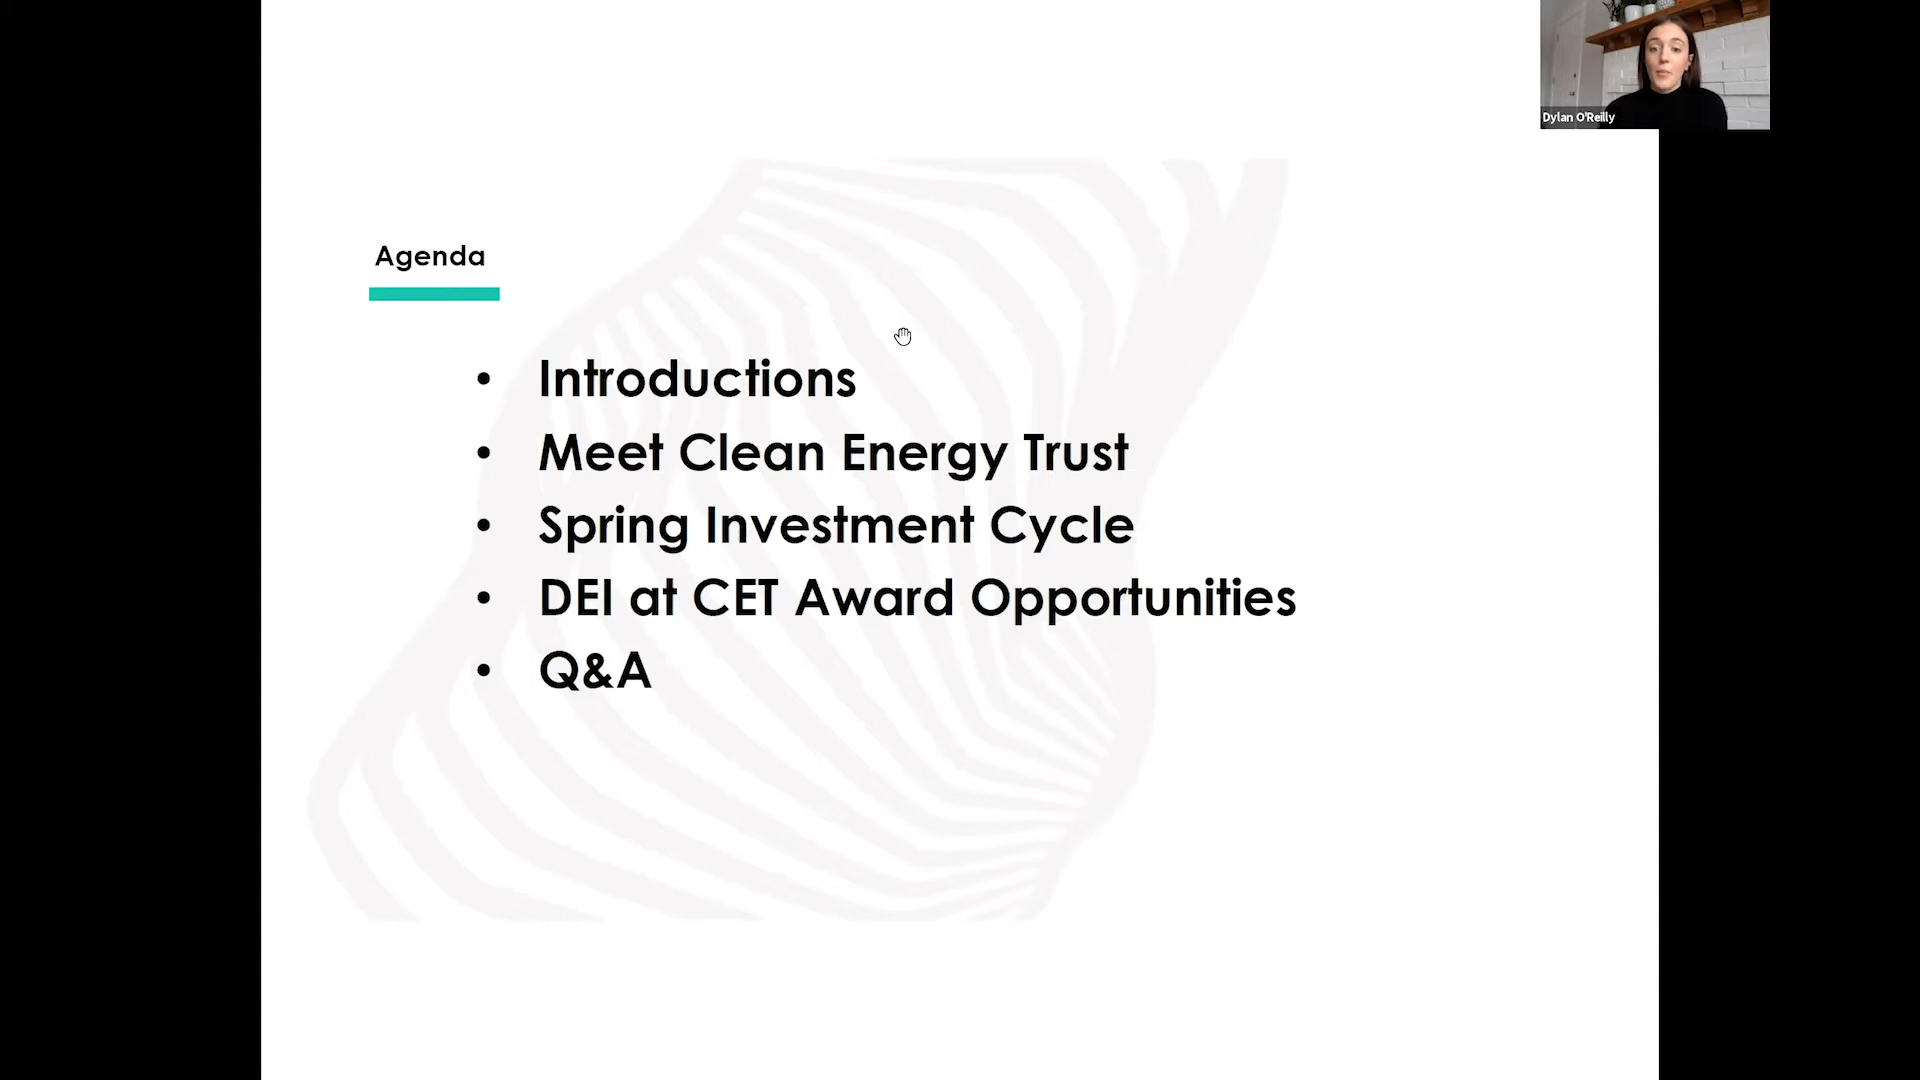 Dylan O'Reilly
Agenda
• Introductions
• Meet Clean Energy Trust
• Spring Investment Cycle
• DEI at CET Award Opportunities
• Q&A